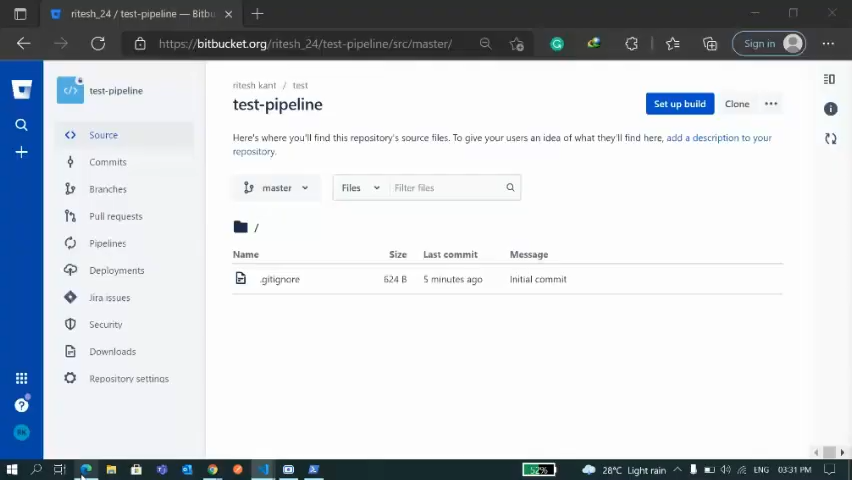 ritesh_24 / test-pipeline — Bitbu
https://bitbucket.org/ritesh_24/test-pipeline/src/master/
Sign in
test-pipeline
Source
Commits
Branches
Pull requests
Pipelines
Deployments
Jira issues
Security
Downloads
Repository settings
ritesh kant / test
test-pipeline
Set up build
Clone
Here's where you'll find this repository's source files. To give your users an idea of what they'll find here, add a description to your
repository.
master
Files
Filter files
/
Name Size Last commit Message
.gitignore 624 B 5 minutes ago Initial commit
RK
52%
28°C Light rain
ENG
03:31 PM